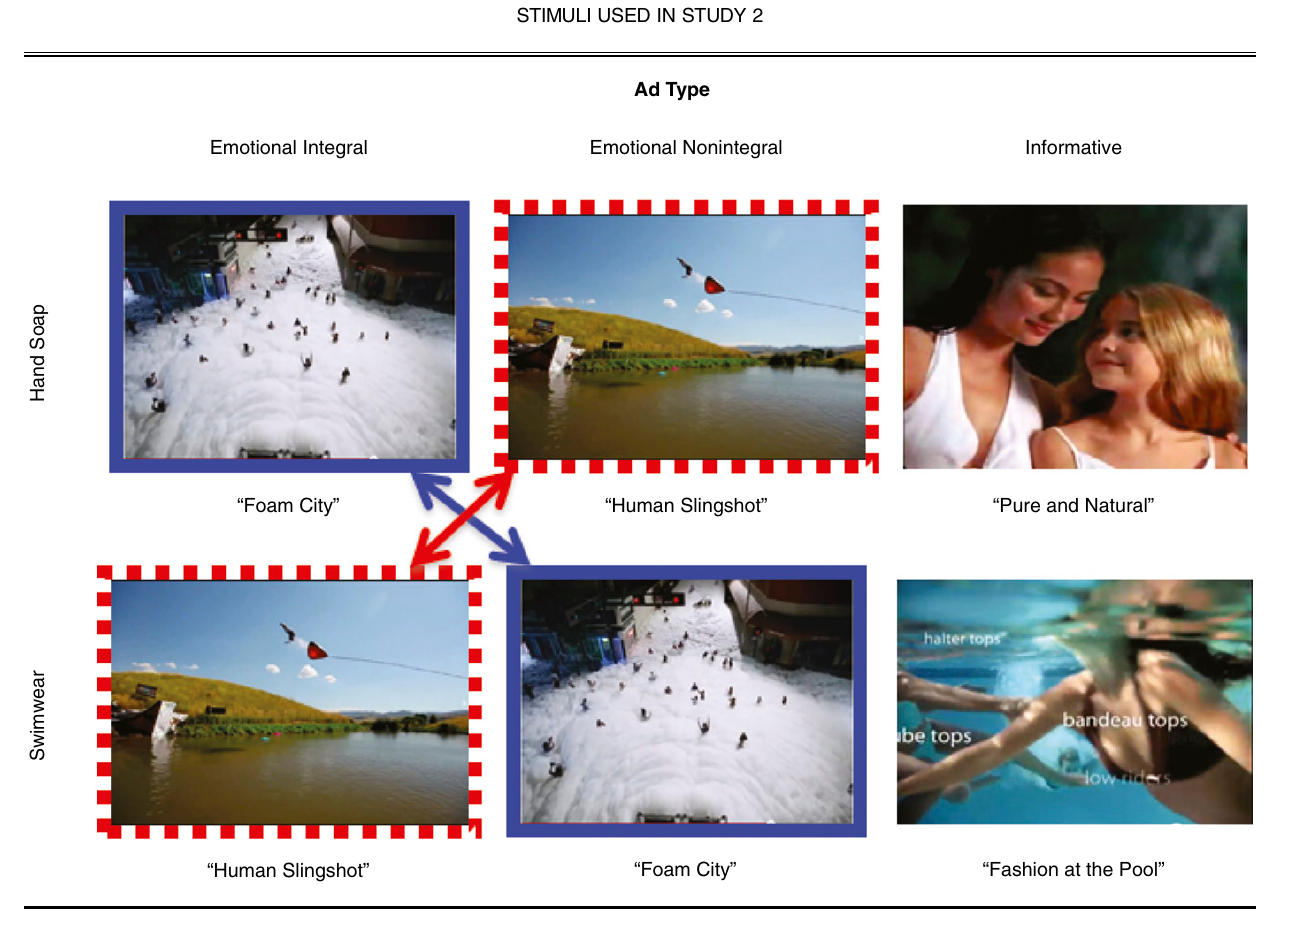 STIMULI USED IN STUDY 2
Ad Type
Emotional Integral
Emotional Nonintegral
Informative
Hand Soap
“Foam City”
“Human Slingshot”
“Pure and Natural”
Swimwear
halter tops
bandeau tops
ube tops
low riders
“Human Slingshot”
“Foam City”
“Fashion at the Pool”